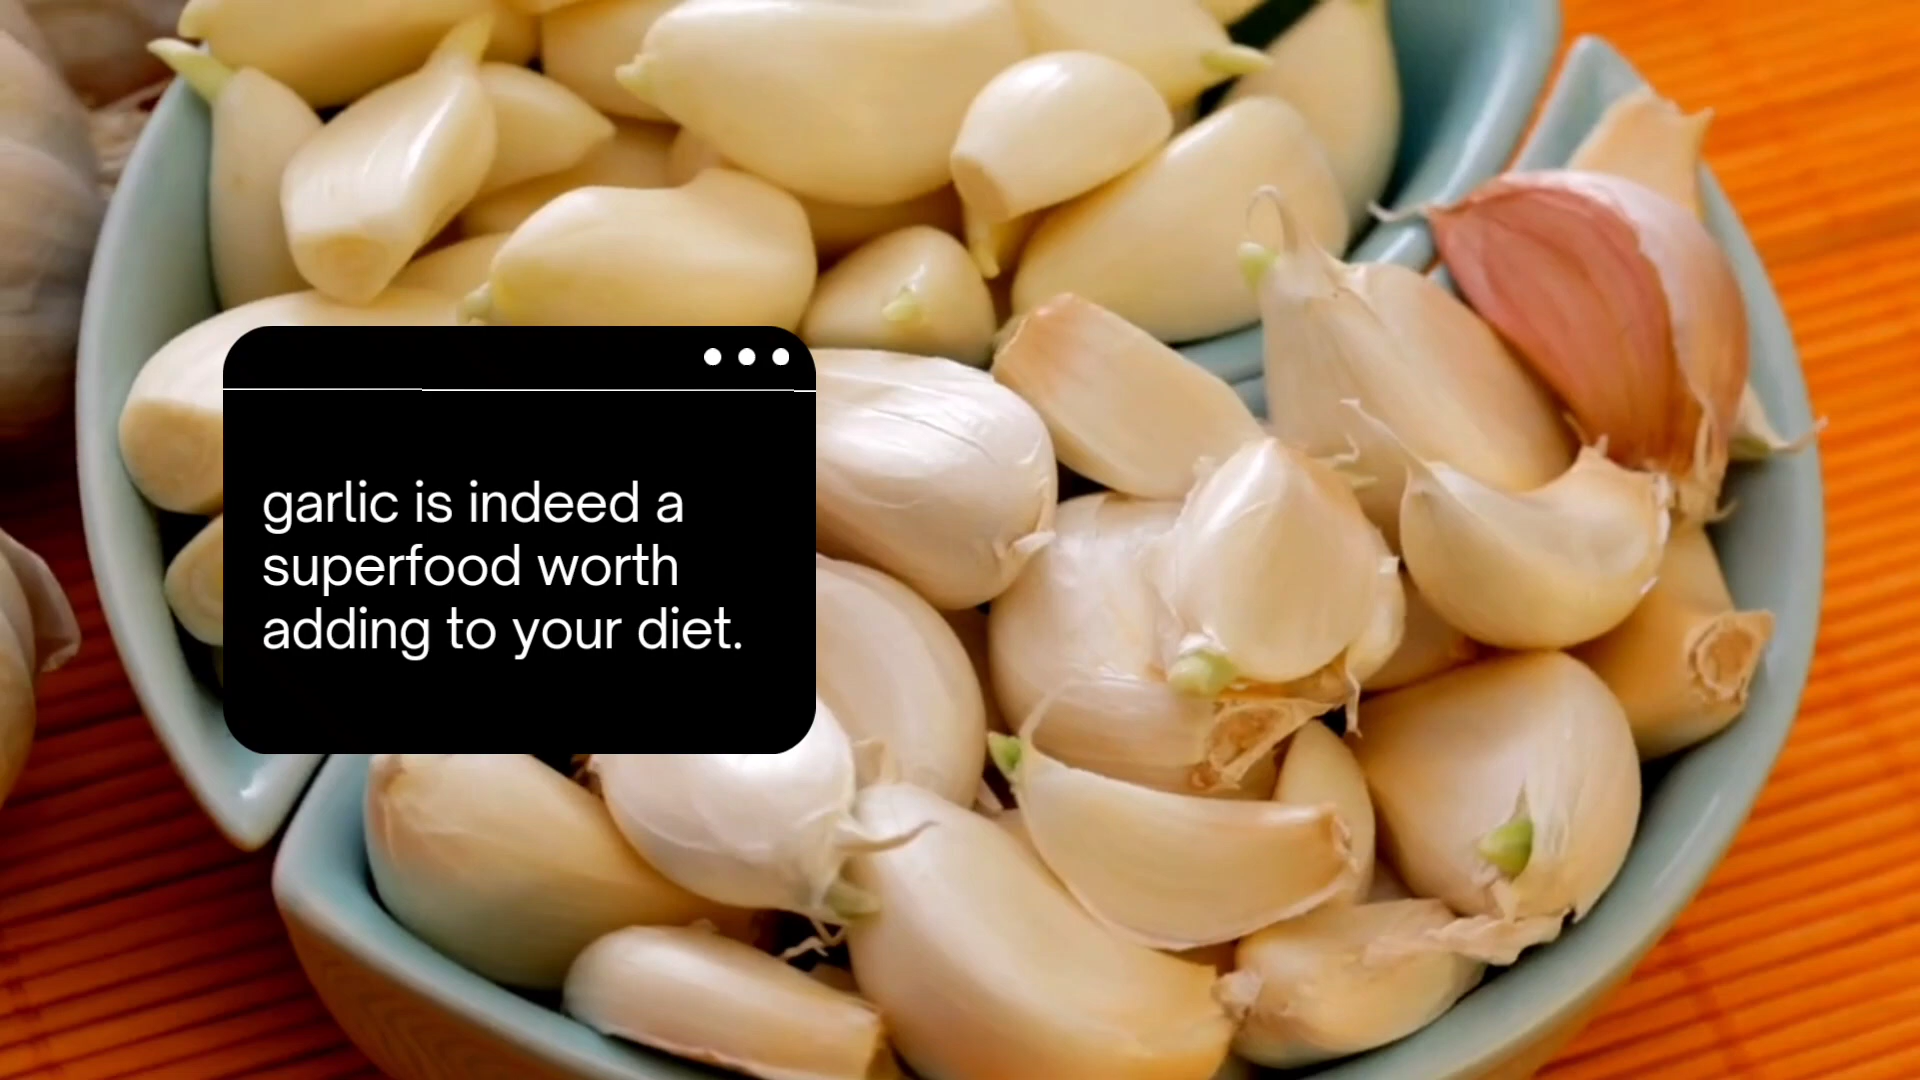 garlic is indeed a
superfood worth
adding to your diet.